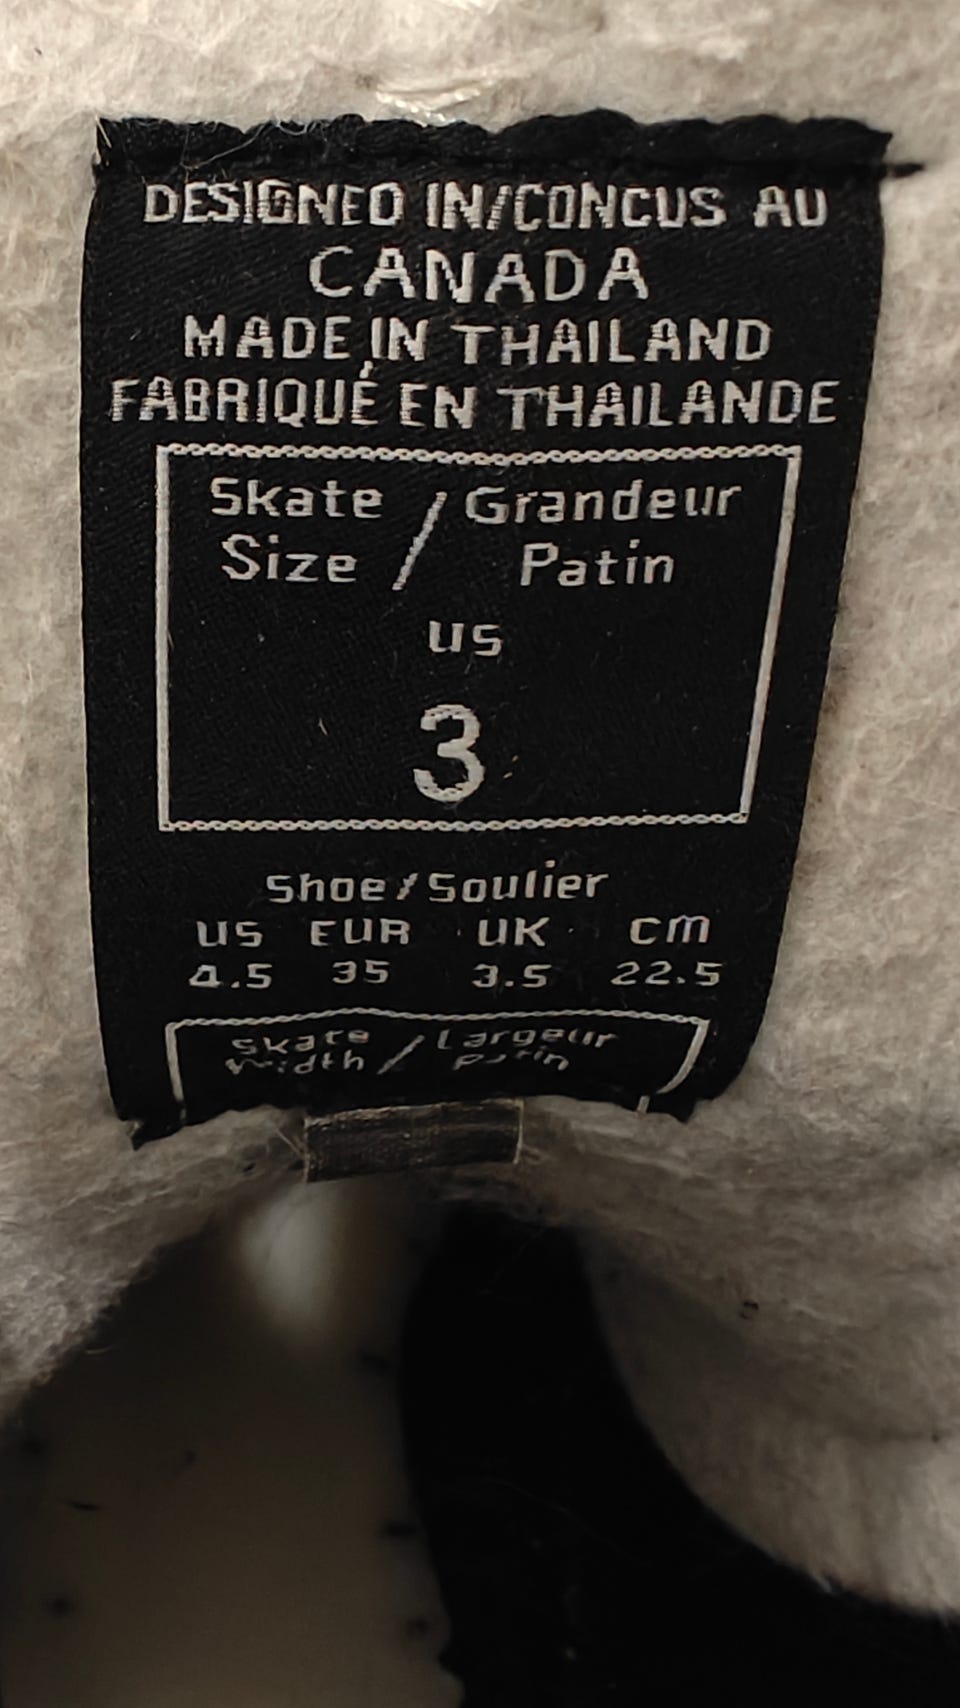 DESIGNED IN/CONCUS AU
CANADA
MADE IN THAILAND
FABRIQUÉ EN THAILANDE
Skate / Grandeur
Size / Patin
US
3
Shoe / Soulier
US EUR UK CM
4.5 35 3.5 22.5
Skate / Largeur
Width / Patin